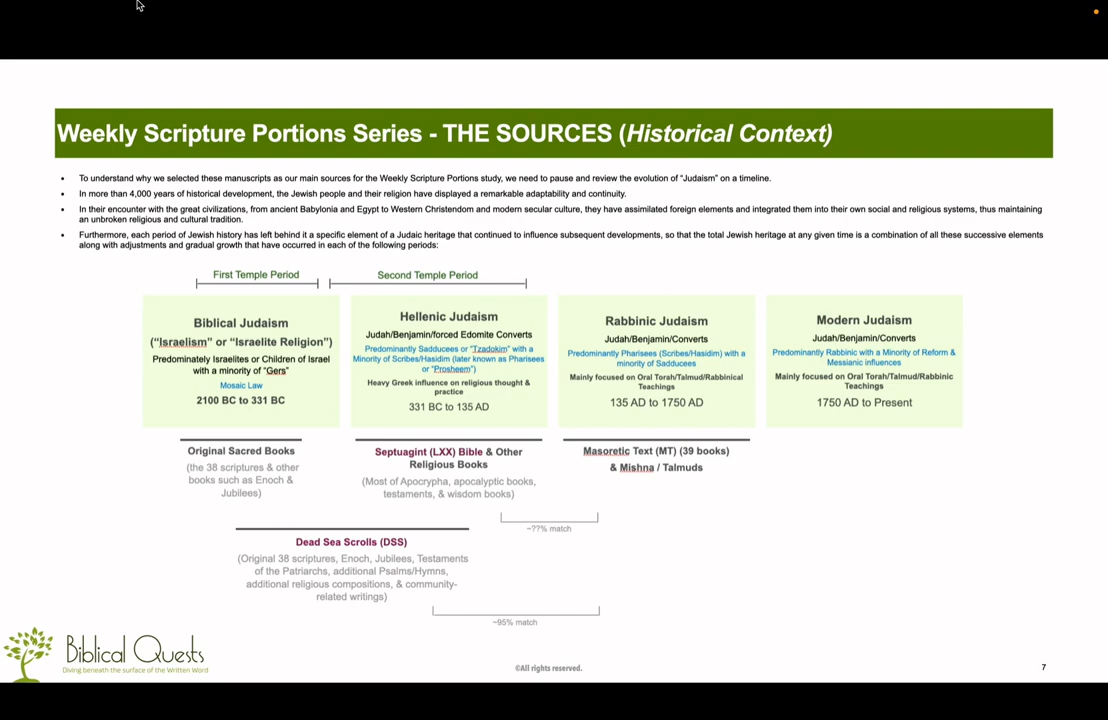 Weekly Scripture Portions Series - THE SOURCES (Historical Context)
• To understand why we selected these manuscripts as our main sources for the Weekly Scripture Portions study, we need to pause and review the evolution of "Judaism" on a timeline.
• In more than 4,000 years of historical development, the Jewish people and their religion have displayed a remarkable adaptability and continuity.
• In their encounter with the great civilizations, from ancient Babylonia and Egypt to Western Christendom and modern secular culture, they have assimilated foreign elements and integrated them into their own social and religious systems, thus maintaining
an unbroken religious and cultural tradition.
• Furthermore, each period of Jewish history has left behind it a specific element of a Judaic heritage that continued to influence subsequent developments, so that the total Jewish heritage at any given time is a combination of all these successive elements
along with adjustments and gradual growth that have occurred in each of the following periods:
First Temple Period
Second Temple Period
Biblical Judaism
("Israelism" or "Israelite Religion")
Predominately Israelites or Children of Israel
with a minority of "Gers"
Mosaic Law
2100 BC to 331 BC
Hellenic Judaism
Judah/Benjamin/forced Edomite Converts
Predominantly Sadducees or "Tzadokim" with a
Minority of Scribes/Hasidim (later known as Pharisees
or "Prosheem")
Heavy Greek influence on religious thought &
practice
331 BC to 135 AD
Rabbinic Judaism
Judah/Benjamin/Converts
Predominantly Pharisees (Scribes/Hasidim) with a
minority of Sadducees
Mainly focused on Oral Torah/Talmud/Rabbinical
Teachings
135 AD to 1750 AD
Modern Judaism
Judah/Benjamin/Converts
Predominantly Rabbinic with a Minority of Reform &
Messianic influences
Mainly focused on Oral Torah/Talmud/Rabbinic
Teachings
1750 AD to Present
Original Sacred Books
(the 38 scriptures & other
books such as Enoch &
Jubilees)
Septuagint (LXX) Bible & Other
Religious Books
(Most of Apocrypha, apocalyptic books,
testaments, & wisdom books)
Masoretic Text (MT) (39 books)
& Mishna / Talmuds
~??% match
Dead Sea Scrolls (DSS)
(Original 38 scriptures, Enoch, Jubilees, Testaments
of the Patriarchs, additional Psalms/Hymns,
additional religious compositions, & community-
related writings)
~95% match
Biblical Quests
Diving beneath the surface of the Written Word
©All rights reserved.
7